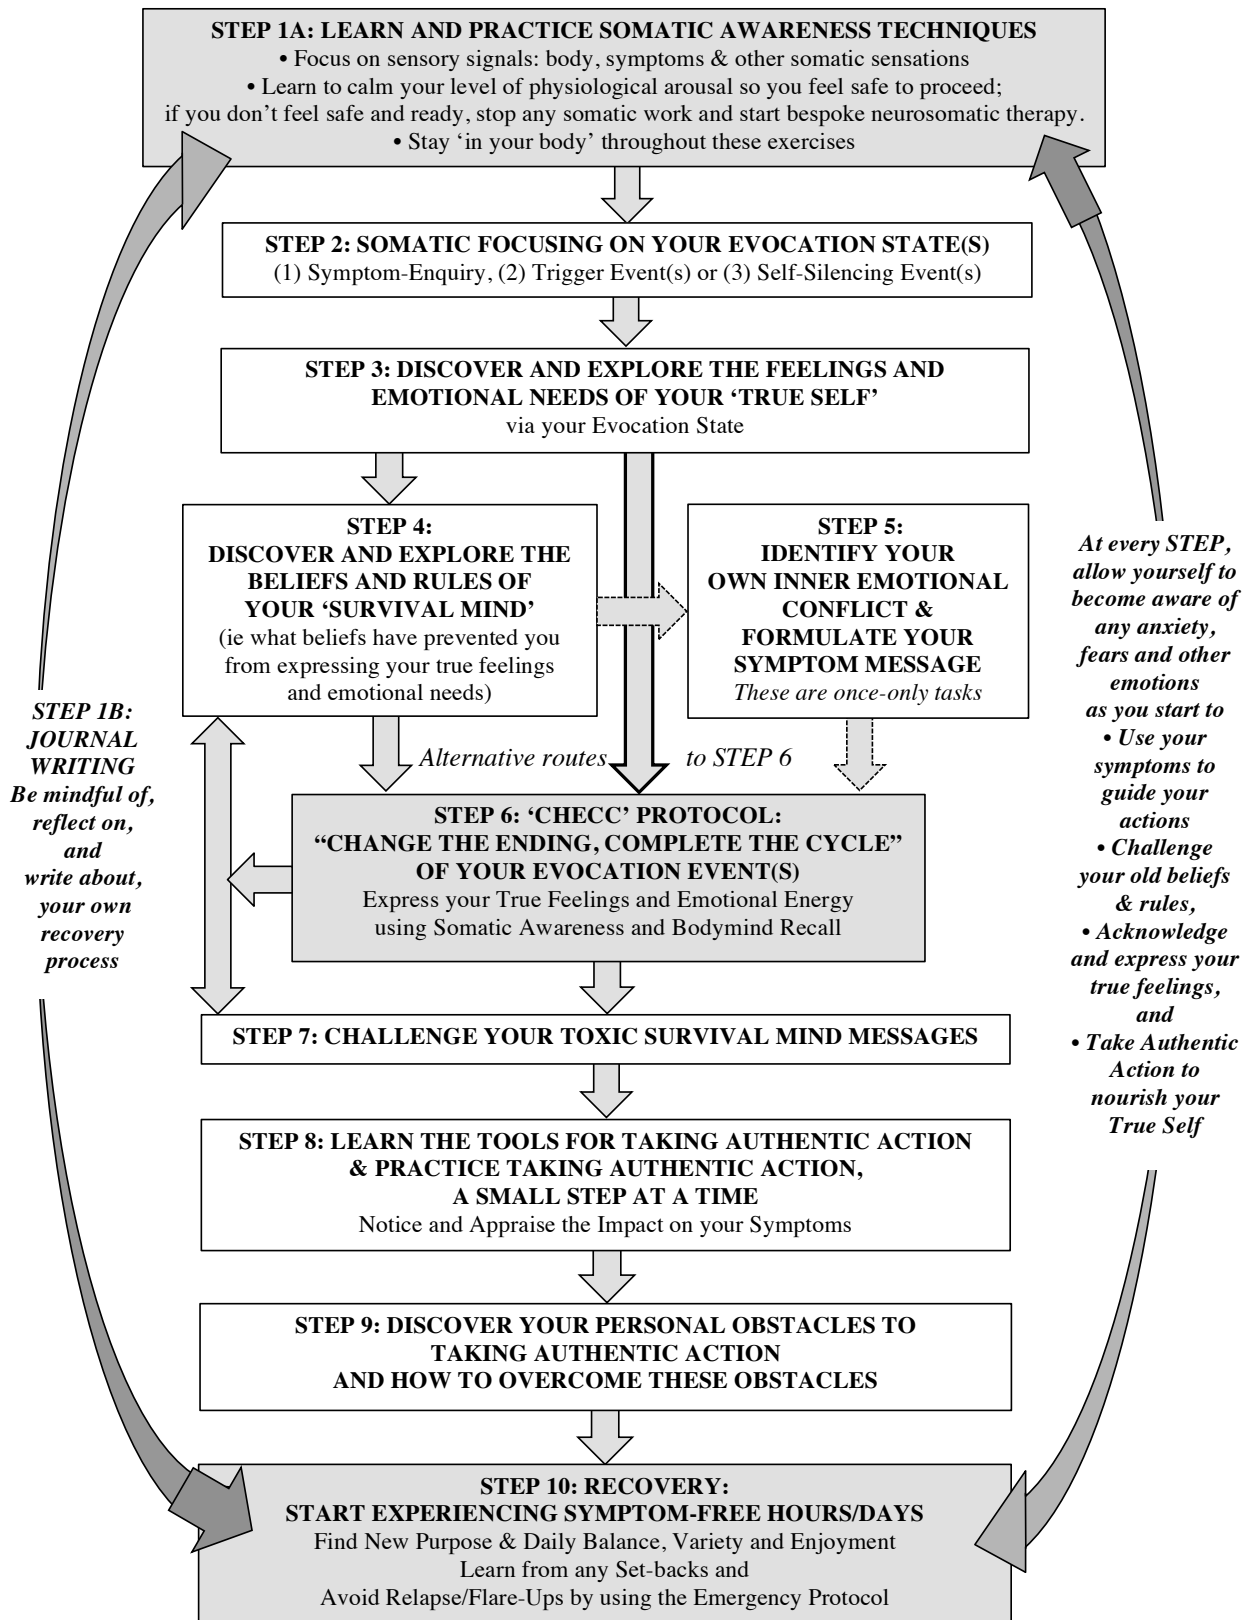 STEP 1A: LEARN AND PRACTICE SOMATIC AWARENESS TECHNIQUES
• Focus on sensory signals: body, symptoms & other somatic sensations
• Learn to calm your level of physiological arousal so you feel safe to proceed;
if you don’t feel safe and ready, stop any somatic work and start bespoke neurosomatic therapy.
• Stay ‘in your body’ throughout these exercises
STEP 2: SOMATIC FOCUSING ON YOUR EVOCATION STATE(S)
(1) Symptom-Enquiry, (2) Trigger Event(s) or (3) Self-Silencing Event(s)
STEP 3: DISCOVER AND EXPLORE THE FEELINGS AND
EMOTIONAL NEEDS OF YOUR ‘TRUE SELF’
via your Evocation State
STEP 4:
DISCOVER AND EXPLORE THE
BELIEFS AND RULES OF
YOUR ‘SURVIVAL MIND’
(ie what beliefs have prevented you
from expressing your true feelings
and emotional needs)
STEP 5:
IDENTIFY YOUR
OWN INNER EMOTIONAL
CONFLICT &
FORMULATE YOUR
SYMPTOM MESSAGE
These are once-only tasks
Alternative routes to STEP 6
STEP 6: ‘CHECC’ PROTOCOL:
“CHANGE THE ENDING, COMPLETE THE CYCLE”
OF YOUR EVOCATION EVENT(S)
Express your True Feelings and Emotional Energy
using Somatic Awareness and Bodymind Recall
STEP 7: CHALLENGE YOUR TOXIC SURVIVAL MIND MESSAGES
STEP 8: LEARN THE TOOLS FOR TAKING AUTHENTIC ACTION
& PRACTICE TAKING AUTHENTIC ACTION,
A SMALL STEP AT A TIME
Notice and Appraise the Impact on your Symptoms
STEP 9: DISCOVER YOUR PERSONAL OBSTACLES TO
TAKING AUTHENTIC ACTION
AND HOW TO OVERCOME THESE OBSTACLES
STEP 10: RECOVERY:
START EXPERIENCING SYMPTOM-FREE HOURS/DAYS
Find New Purpose & Daily Balance, Variety and Enjoyment
Learn from any Set-backs and
Avoid Relapse/Flare-Ups by using the Emergency Protocol
STEP 1B:
JOURNAL
WRITING
Be mindful of,
reflect on,
and
write about,
your own
recovery
process
At every STEP,
allow yourself to
become aware of
any anxiety,
fears and other
emotions
as you start to
• Use your
symptoms to
guide your
actions
• Challenge
your old beliefs
& rules,
• Acknowledge
and express your
true feelings,
and
• Take Authentic
Action to
nourish your
True Self